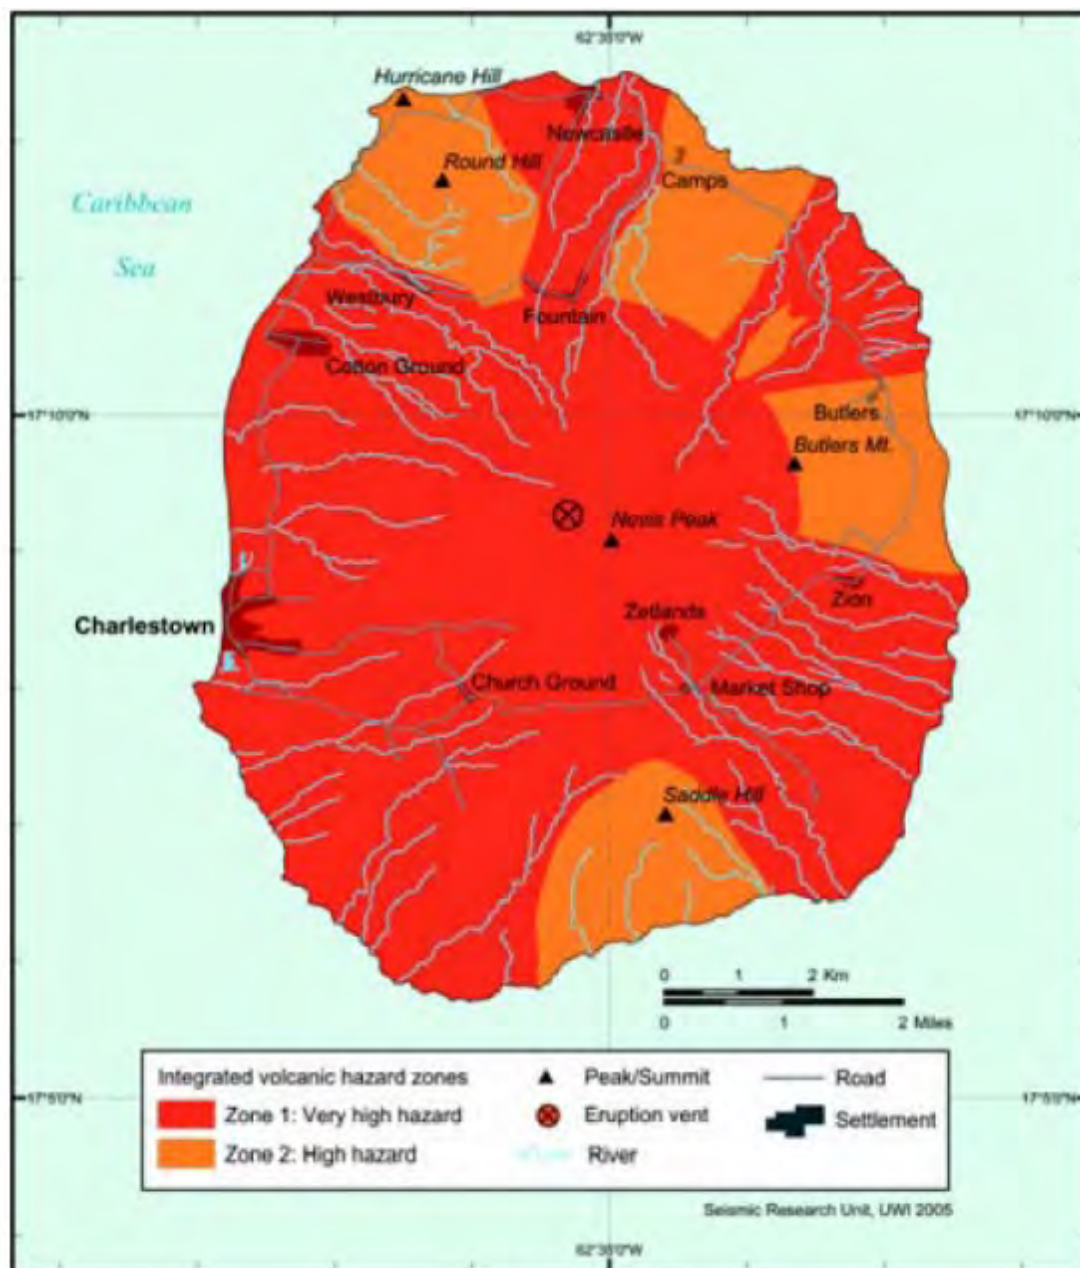 62°35'0"W
Hurricane Hill
Newcastle
Round Hill
Camps
Caribbean
Sea
Westbury
Fountain
Cotton Ground
17°10'0"N
17°10'0"N
Butlers
Butlers Mt.
Nevis Peak
Zion
Zetlands
Charlestown
Church Ground
Market Shop
Saddle Hill
0 1 2 Km
0 1 2 Miles
Integrated volcanic hazard zones
Zone 1: Very high hazard
Zone 2: High hazard
Peak/Summit
Eruption vent
River
Road
Settlement
17°5'0"N
17°5'0"N
Seismic Research Unit, UWI 2005
62°35'0"W